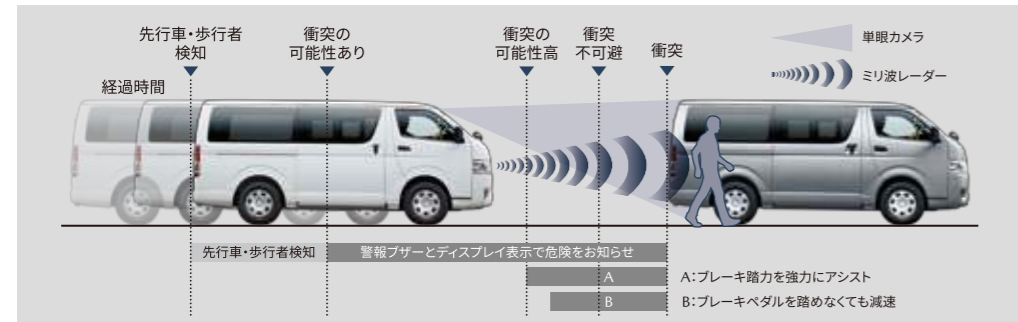 先行車・歩行者
検知
衝突の
可能性あり
衝突の
可能性高
衝突
不可避
衝突
単眼カメラ
ミリ波レーダー
経過時間
先行車・歩行者検知
警報ブザーとディスプレイ表示で危険をお知らせ
A
A：ブレーキ踏力を強力にアシスト
B
B：ブレーキペダルを踏めなくても減速